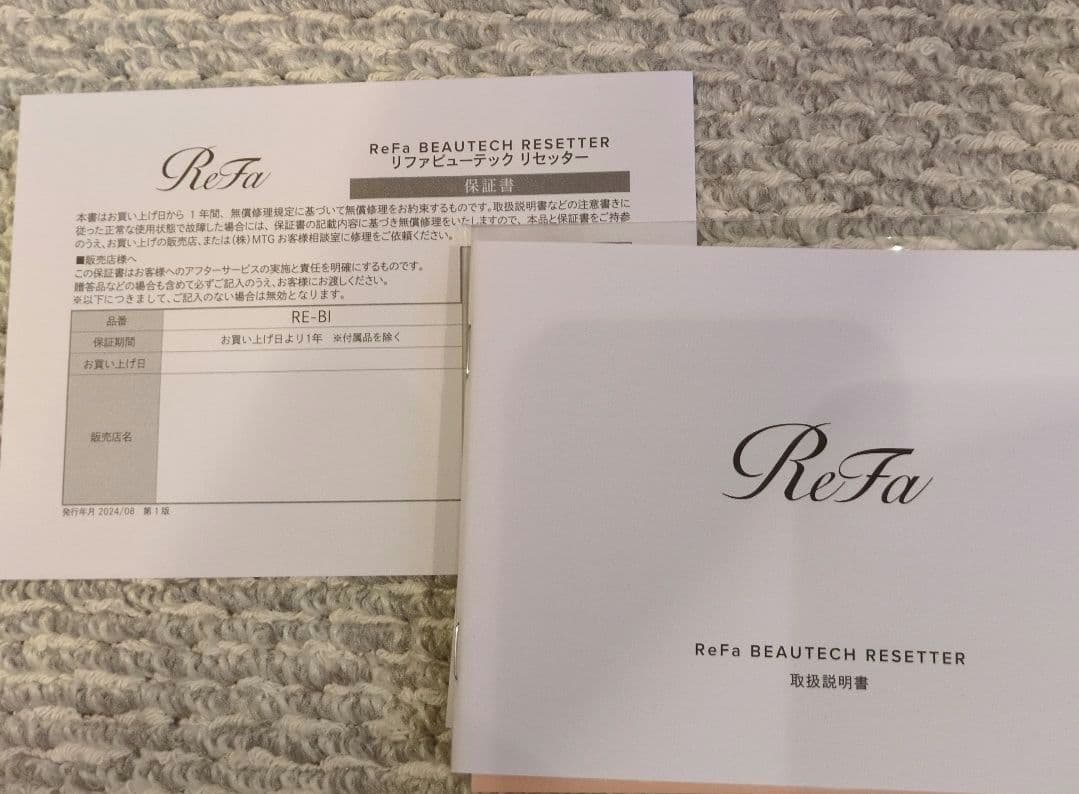 ReFa
ReFa BEAUTECH RESETTER
リファビューテック リセッター
保証書
本書はお買い上げ日から 1 年間、無償修理規定に基づいて無償修理をお約束するものです。取扱説明書などの注意書きに
従った正常な使用状態で故障した場合には、保証書の記載内容に基づき無償修理をいたしますので、本品と保証書をご持参
のうえ、お買い上げの販売店、または(株)MTG お客様相談室に修理をご依頼ください。
■販売店様へ
この保証書はお客様へのアフターサービスの実施と責任を明確にするものです。
贈答品などの場合も含めて必ずご記入のうえ、お客様にお渡しください。
※以下につきまして、ご記入のない場合は無効となります。
品番 RE-BI
保証期間 お買い上げ日より1年 ※付属品を除く
お買い上げ日
販売店名
発行年月 2024/08 第1版
ReFa
ReFa BEAUTECH RESETTER
取扱説明書